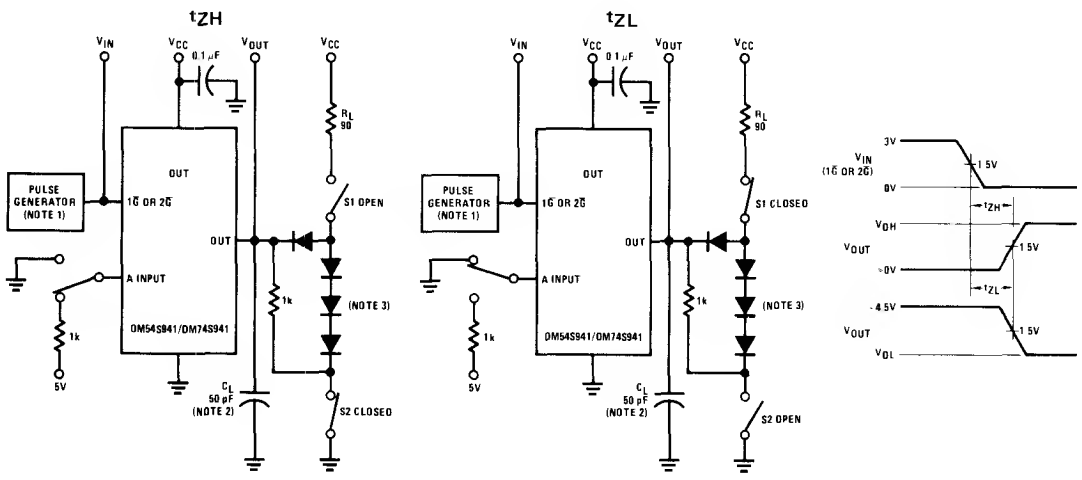 tZH
VIN
VCC
VOUT
VCC
0.1 µF
RL
90
PULSE
GENERATOR
(NOTE 1)
OUT
1G̅ OR 2G̅
S1 OPEN
OUT
A INPUT
(NOTE 3)
1k
1k
DM54S941/DM74S941
5V
CL
50 pF
(NOTE 2)
S2 CLOSED
tZL
VIN
VCC
VOUT
VCC
0.1 µF
RL
90
PULSE
GENERATOR
(NOTE 1)
OUT
1G̅ OR 2G̅
S1 CLOSED
OUT
A INPUT
(NOTE 3)
1k
1k
DM54S941/DM74S941
5V
CL
50 pF
(NOTE 2)
S2 OPEN
3V
VIN
(1G̅ OR 2G̅)
1.5V
0V
tZH
VOH
VOUT
1.5V
≈0V
tZL
4.5V
VOUT
1.5V
VOL